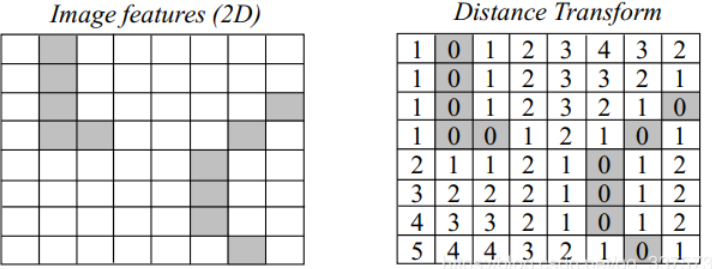 Image features (2D)
Distance Transform
1 0 1 2 3 4 3 2
1 0 1 2 3 3 2 1
1 0 1 2 3 2 1 0
1 0 0 1 2 1 0 1
2 1 1 2 1 0 1 2
3 2 2 2 1 0 1 2
4 3 3 2 1 0 1 2
5 4 4 3 2 1 0 1